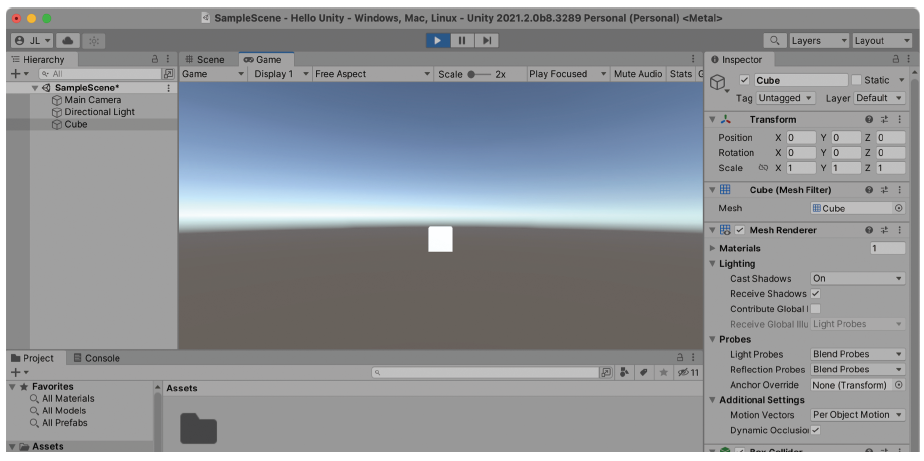 SampleScene - Hello Unity - Windows, Mac, Linux - Unity 2021.2.0b8.3289 Personal (Personal) <Metal>
JL
Layers
Layout
Hierarchy
All
SampleScene*
Main Camera
Directional Light
Cube
Scene
Game
Game
Display 1
Free Aspect
Scale
2x
Play Focused
Mute Audio
Stats
G
Inspector
Cube
Static
Tag Untagged
Layer Default
Transform
Position X 0 Y 0 Z 0
Rotation X 0 Y 0 Z 0
Scale X 1 Y 1 Z 1
Cube (Mesh Filter)
Mesh Cube
Mesh Renderer
Materials 1
Lighting
Cast Shadows On
Receive Shadows
Contribute Global I
Receive Global Illu Light Probes
Probes
Light Probes Blend Probes
Reflection Probes Blend Probes
Anchor Override None (Transform)
Additional Settings
Motion Vectors Per Object Motion
Dynamic Occlusion
Box Collider
Project
Console
11
Favorites
All Materials
All Models
All Prefabs
Assets
Assets